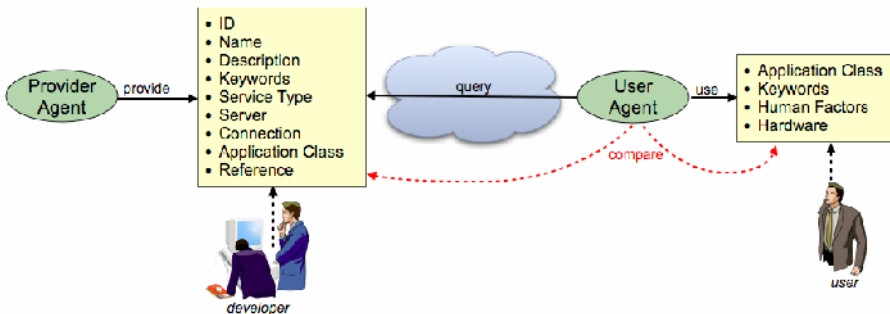 Provider
Agent
provide
• ID
• Name
• Description
• Keywords
• Service Type
• Server
• Connection
• Application Class
• Reference
developer
query
User
Agent
use
compare
• Application Class
• Keywords
• Human Factors
• Hardware
user